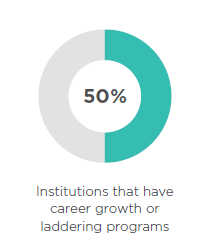 50%
Institutions that have
career growth or
laddering programs